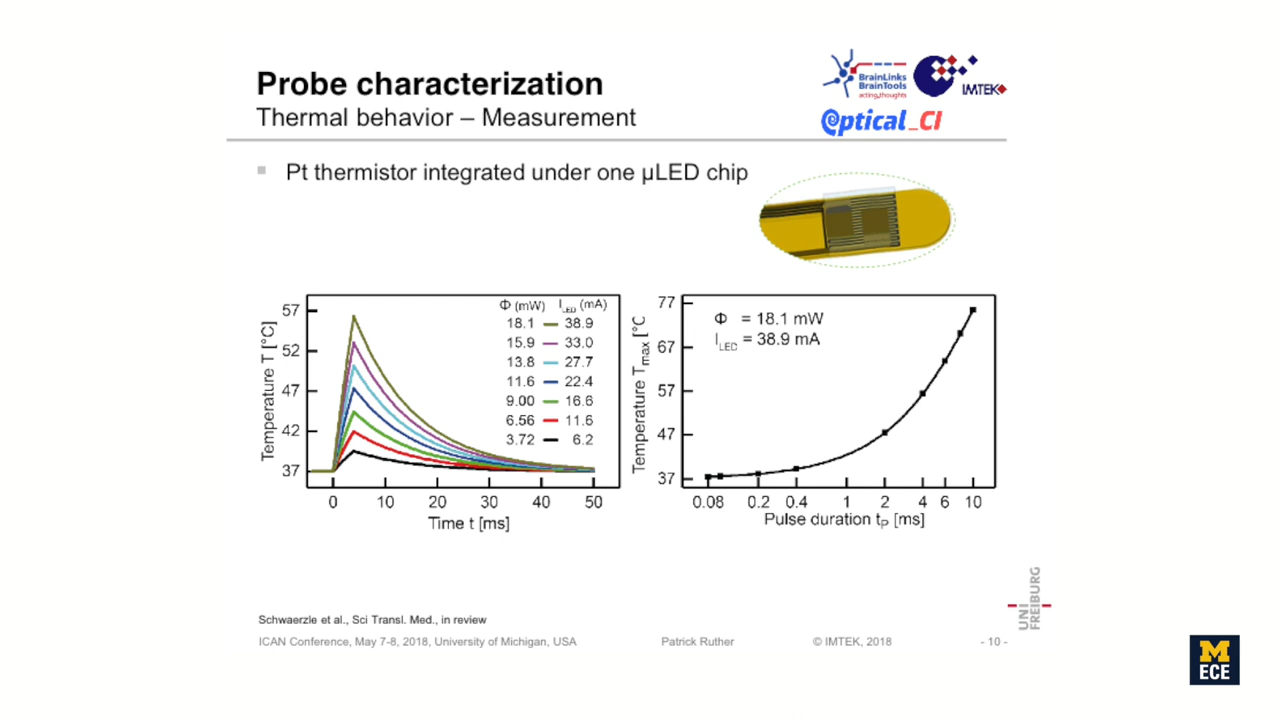 Probe characterization
Thermal behavior – Measurement
BrainLinks
BrainTools
acting_thoughts
IMTEK
Optical_CI
Pt thermistor integrated under one µLED chip
Temperature T [°C]
57
52
47
42
37
0 10 20 30 40 50
Time t [ms]
Φ (mW) I_LED (mA)
18.1 38.9
15.9 33.0
13.8 27.7
11.6 22.4
9.00 16.6
6.56 11.6
3.72 6.2
Temperature Tmax [°C
77
67
57
47
37
Φ = 18.1 mW
I_LED = 38.9 mA
0.08 0.2 0.4 1 2 4 6 10
Pulse duration tP [ms]
Schwaerzle et al., Sci Transl. Med., in review
ICAN Conference, May 7-8, 2018, University of Michigan, USA Patrick Ruther © IMTEK, 2018 - 10 -
UNI
FREIBURG
M
ECE